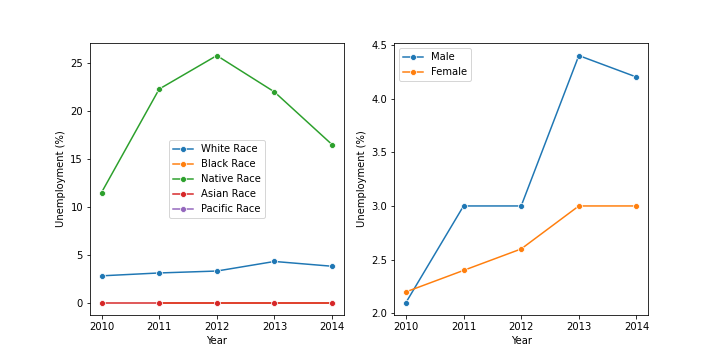 25
20
15
10
5
0
Unemployment (%)
White Race
Black Race
Native Race
Asian Race
Pacific Race
2010 2011 2012 2013 2014
Year
4.5
4.0
3.5
3.0
2.5
2.0
Unemployment (%)
Male
Female
2010 2011 2012 2013 2014
Year